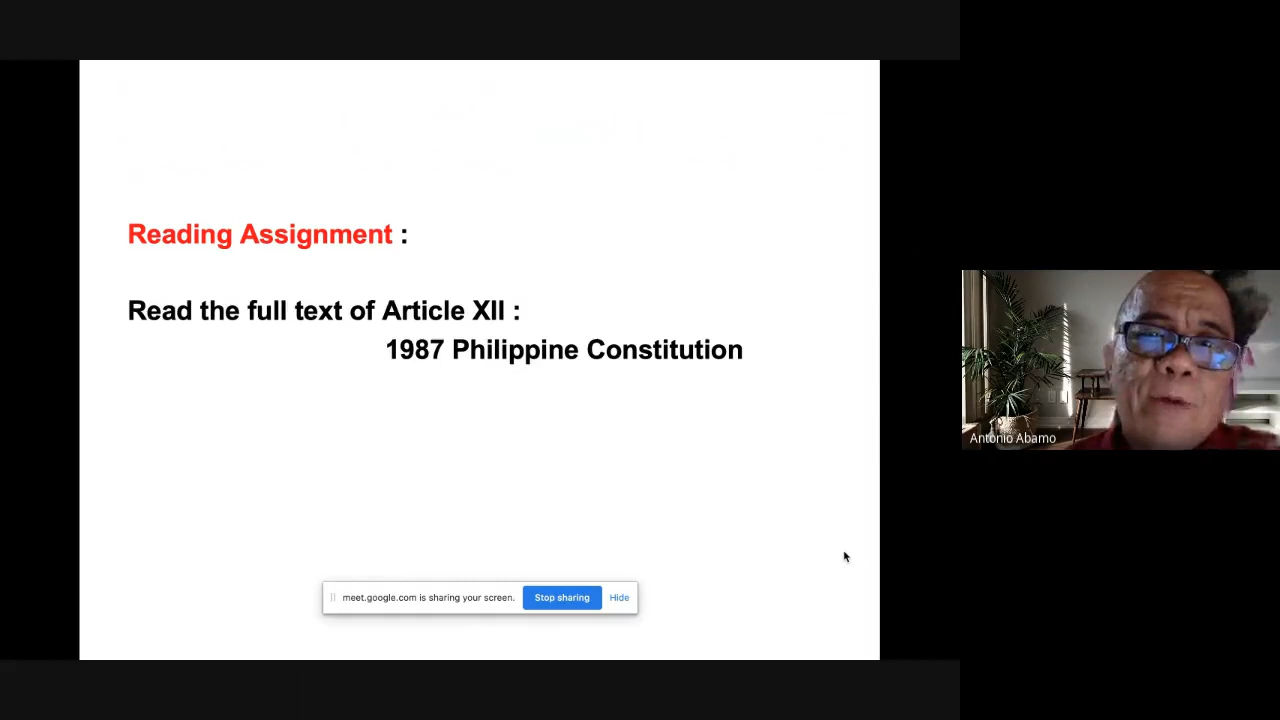 Reading Assignment :
Read the full text of Article XII :
1987 Philippine Constitution
Antonio Abamo
meet.google.com is sharing your screen. Stop sharing Hide